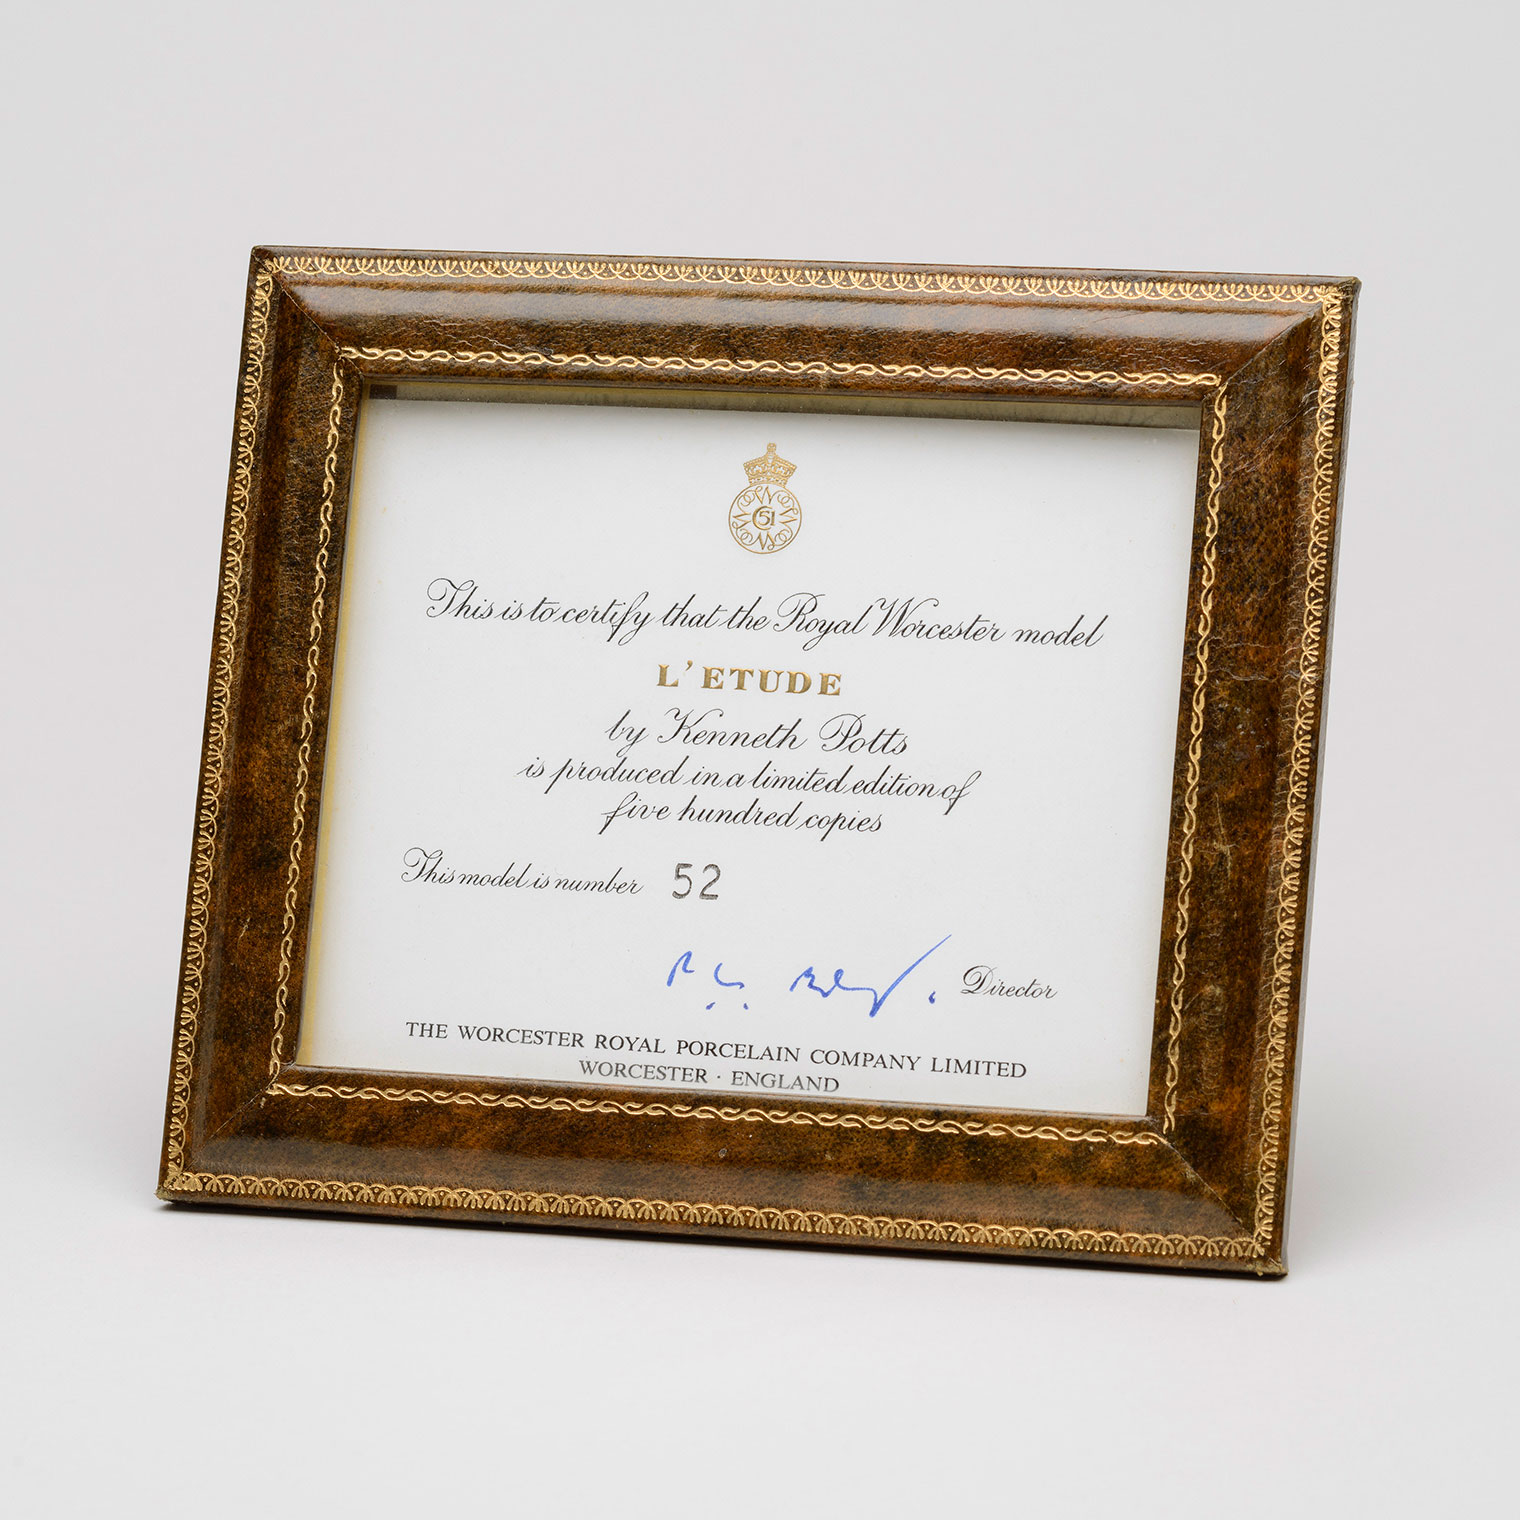 51
This is to certify that the Royal Worcester model
L'ETUDE
by Kenneth Potts
is produced in a limited edition of
five hundred copies
This model is number 52
Director
THE WORCESTER ROYAL PORCELAIN COMPANY LIMITED
WORCESTER · ENGLAND